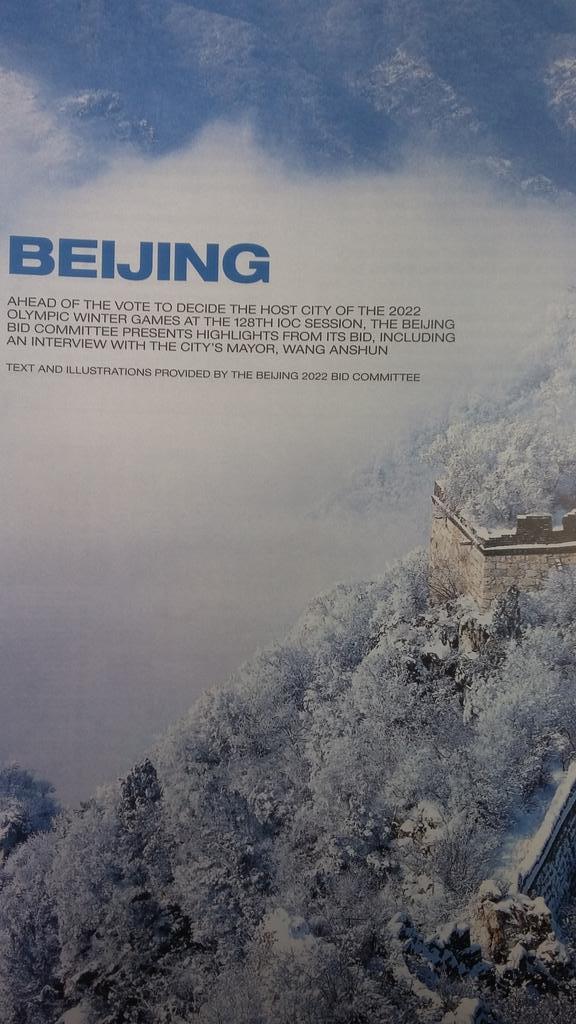 BEIJING
AHEAD OF THE VOTE TO DECIDE THE HOST CITY OF THE 2022
OLYMPIC WINTER GAMES AT THE 128TH IOC SESSION, THE BEIJING
BID COMMITTEE PRESENTS HIGHLIGHTS FROM ITS BID, INCLUDING
AN INTERVIEW WITH THE CITY'S MAYOR, WANG ANSHUN
TEXT AND ILLUSTRATIONS PROVIDED BY THE BEIJING 2022 BID COMMITTEE